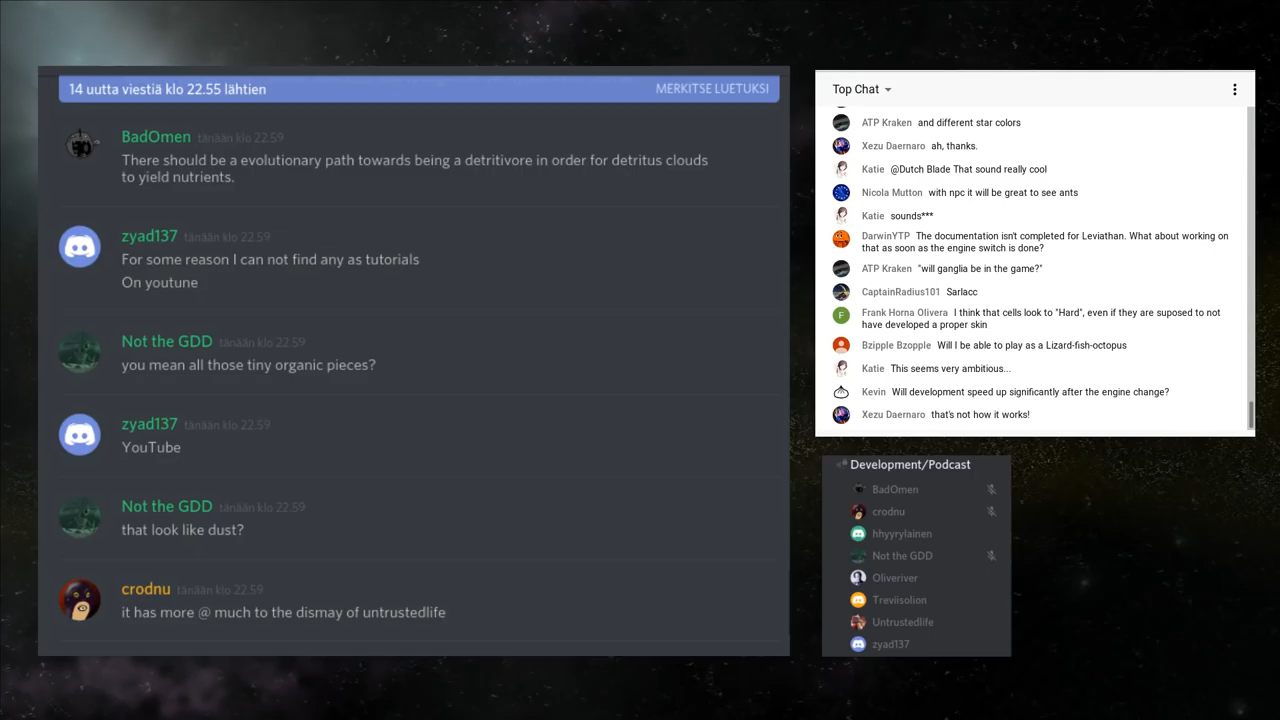 14 uutta viestiä klo 22.55 lähtien
MERKITSE LUETUKSI
BadOmen tänään klo 22.59
There should be a evolutionary path towards being a detritivore in order for detritus clouds
to yield nutrients.
zyad137 tänään klo 22.59
For some reason I can not find any as tutorials
On youtune
Not the GDD tänään klo 22.59
you mean all those tiny organic pieces?
zyad137 tänään klo 22.59
YouTube
Not the GDD tänään klo 22.59
that look like dust?
crodnu tänään klo 22.59
it has more @ much to the dismay of untrustedlife
Top Chat
ATP Kraken and different star colors
Xezu Daernaro ah, thanks.
Katie @Dutch Blade That sound really cool
Nicola Mutton with npc it will be great to see ants
Katie sounds***
DarwinYTP The documentation isn't completed for Leviathan. What about working on
that as soon as the engine switch is done?
ATP Kraken "will ganglia be in the game?"
CaptainRadius101 Sarlacc
F Frank Horna Olivera I think that cells look to "Hard", even if they are suposed to not
have developed a proper skin
Bzipple Bzopple Will I be able to play as a Lizard-fish-octopus
Katie This seems very ambitious...
Kevin Will development speed up significantly after the engine change?
Xezu Daernaro that's not how it works!
Development/Podcast
BadOmen
crodnu
hhyyrylainen
Not the GDD
Oliveriver
Treviisolion
Untrustedlife
zyad137